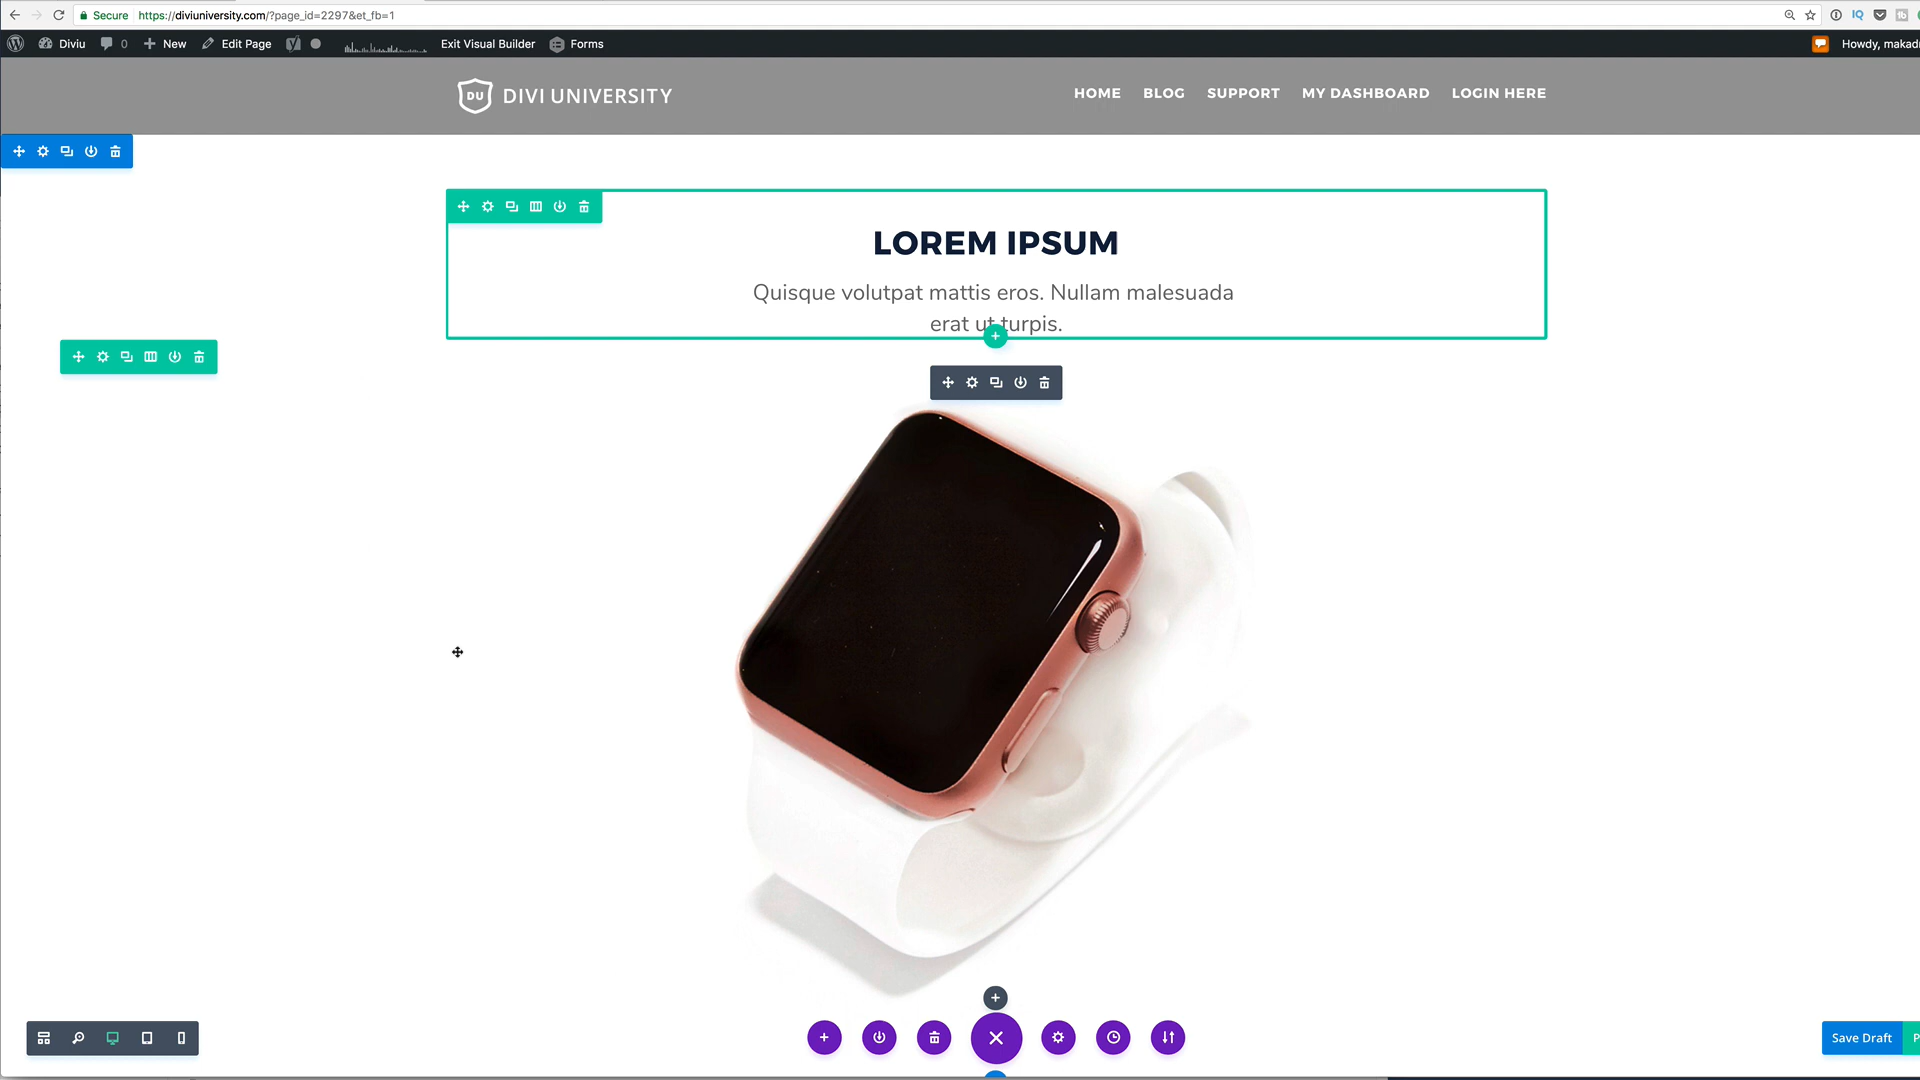 Secure https://diviuniversity.com/?page_id=2297&et_fb=1
IQ
Diviu 0 New Edit Page Exit Visual Builder Forms Howdy, makad
DU DIVI UNIVERSITY HOME BLOG SUPPORT MY DASHBOARD LOGIN HERE
LOREM IPSUM
Quisque volutpat mattis eros. Nullam malesuada
erat ut turpis.
Save Draft P